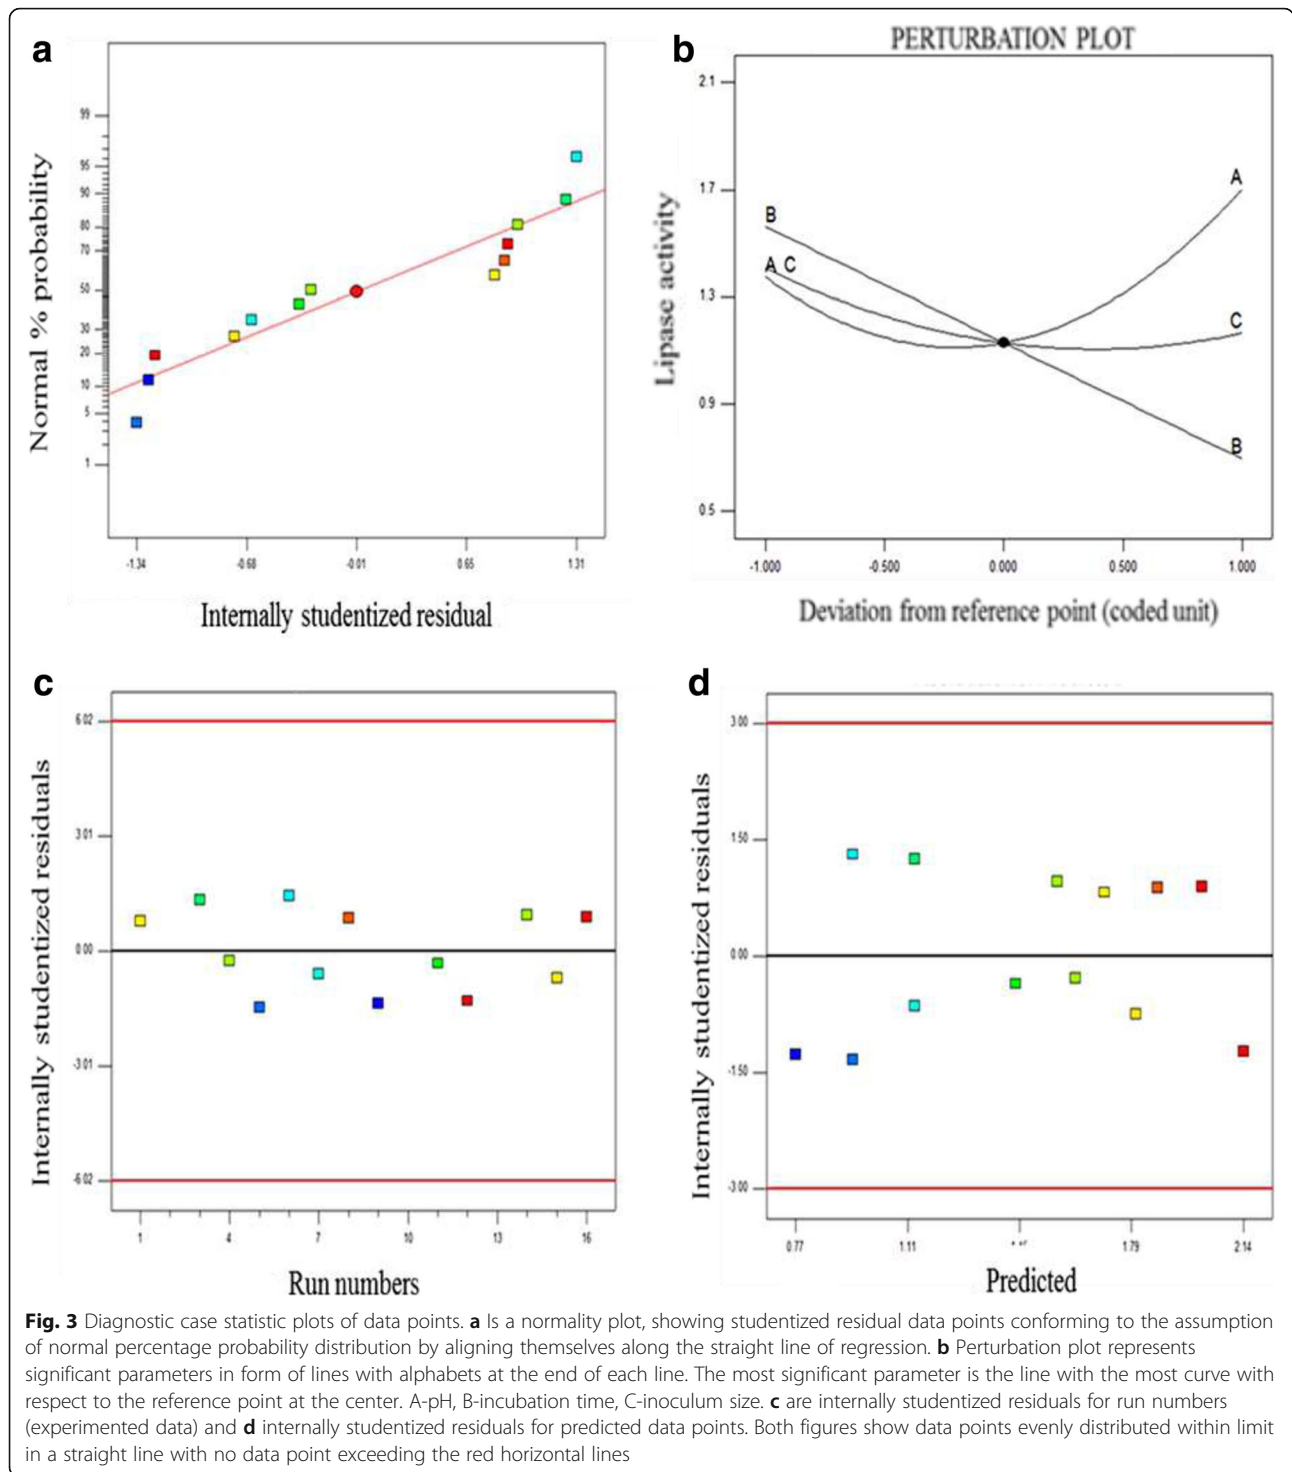 a
99
95
90
80
70
50
30
20
10
5
1
Normal % probability
-1.34 -0.68 -0.01 0.65 1.31
Internally studentized residual
b
PERTURBATION PLOT
2.1
1.7
1.3
0.9
0.5
Lipase activity
B
A C
A
C
B
-1.000 -0.500 0.000 0.500 1.000
Deviation from reference point (coded unit)
c
6.02
3.01
0.00
-3.01
-6.02
Internally studentized residuals
1 4 7 10 13 16
Run numbers
d
3.00
1.50
0.00
-1.50
-3.00
Internally studentized residuals
0.77 1.11 1.79 2.14
Predicted
Fig. 3 Diagnostic case statistic plots of data points. a Is a normality plot, showing studentized residual data points conforming to the assumption
of normal percentage probability distribution by aligning themselves along the straight line of regression. b Perturbation plot represents
significant parameters in form of lines with alphabets at the end of each line. The most significant parameter is the line with the most curve with
respect to the reference point at the center. A-pH, B-incubation time, C-inoculum size. c are internally studentized residuals for run numbers
(experimented data) and d internally studentized residuals for predicted data points. Both figures show data points evenly distributed within limit
in a straight line with no data point exceeding the red horizontal lines